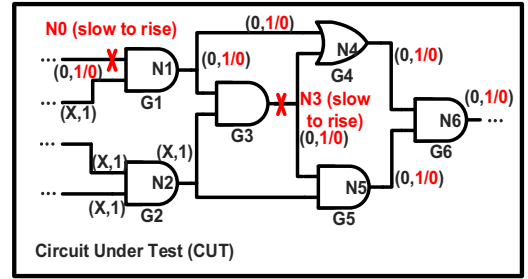 N0 (slow to rise)
(0,1/0)
N4
(0,1/0)
...
N1
(0,1/0)
G4
(0,1/0)
(0,1/0)
G1
...
(X,1)
G3
N3 (slow
to rise)
(0,1/0)
N6
...
G6
(X,1)
(X,1)
...
N2
(0,1/0)
N5
...
(X,1)
G2
G5
Circuit Under Test (CUT)